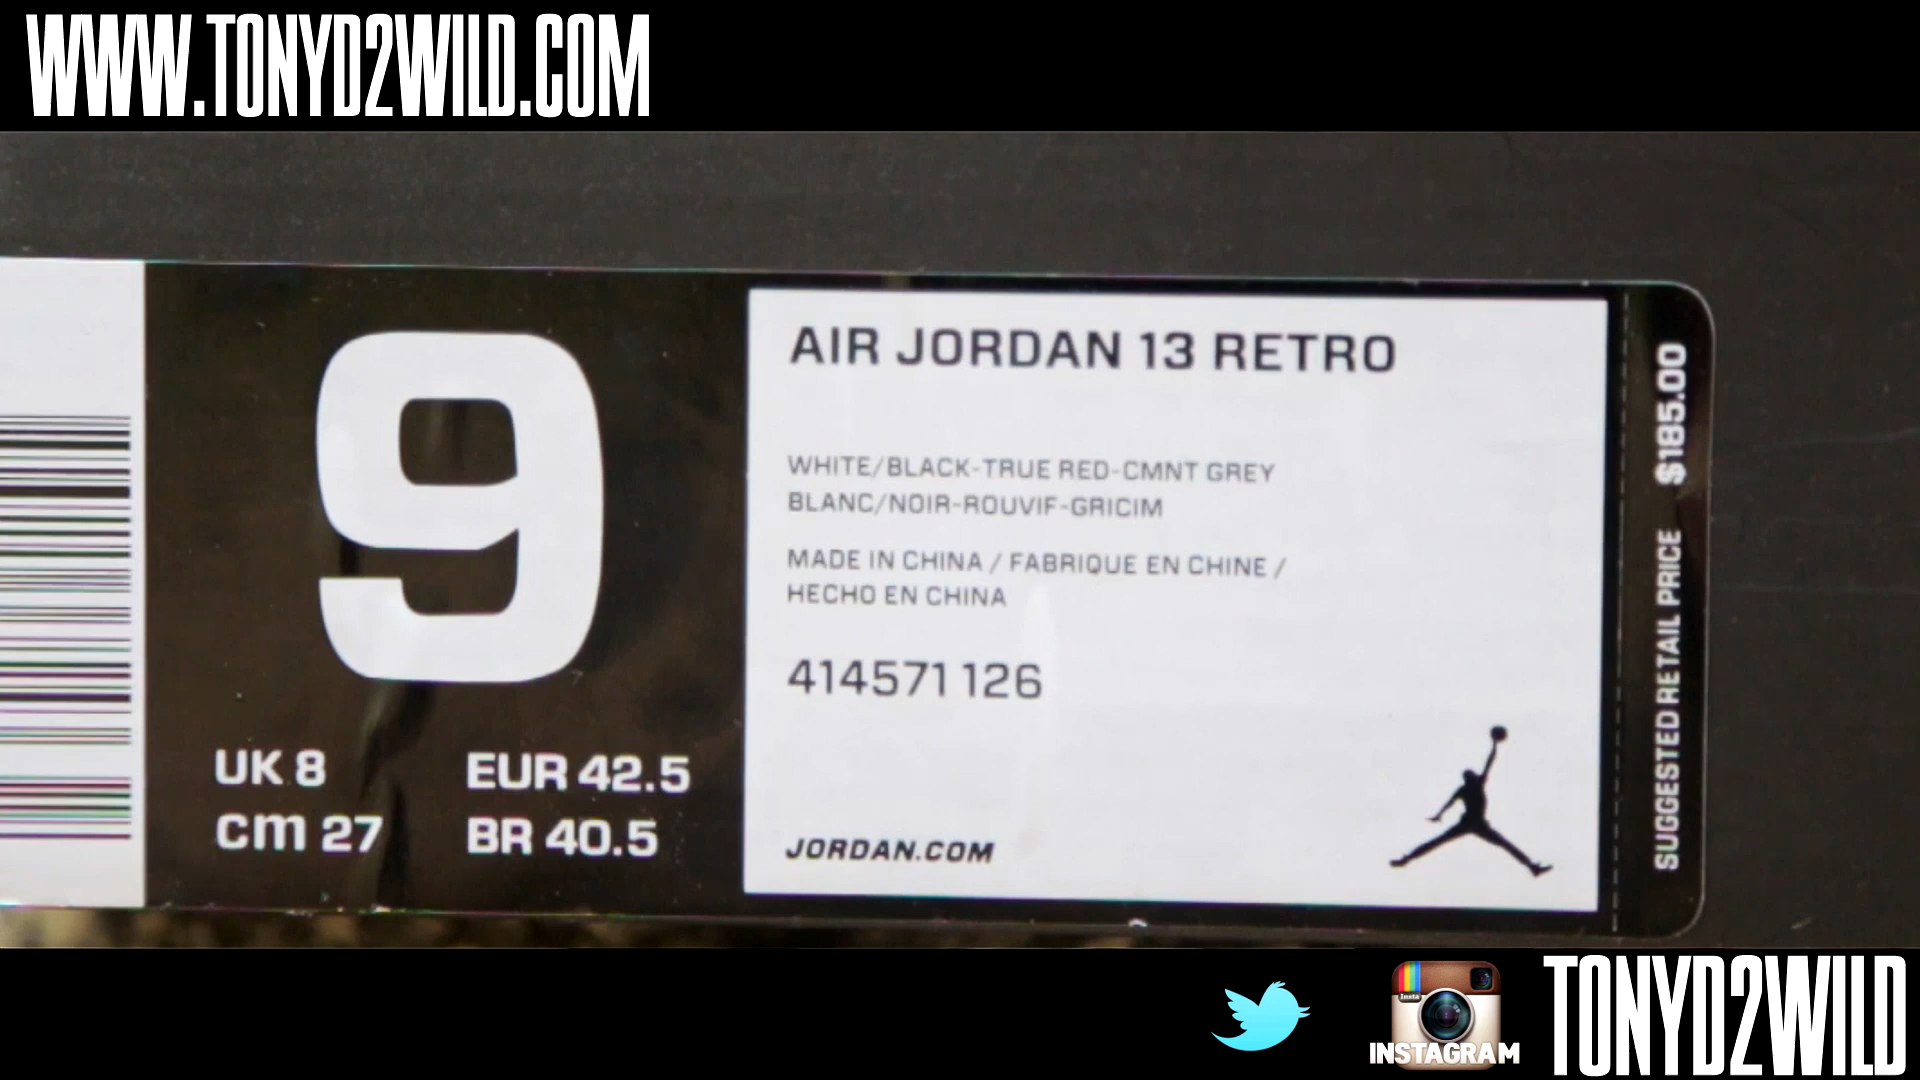 WWW.TONYD2WILD.COM
9
UK 8
EUR 42.5
cm 27
BR 40.5
AIR JORDAN 13 RETRO
WHITE/BLACK-TRUE RED-CMNT GREY
BLANC/NOIR-ROUVIF-GRICIM
MADE IN CHINA / FABRIQUE EN CHINE /
HECHO EN CHINA
414571 126
JORDAN.COM
SUGGESTED RETAIL PRICE $185.00
Insta
INSTAGRAM
TONYD2WILD